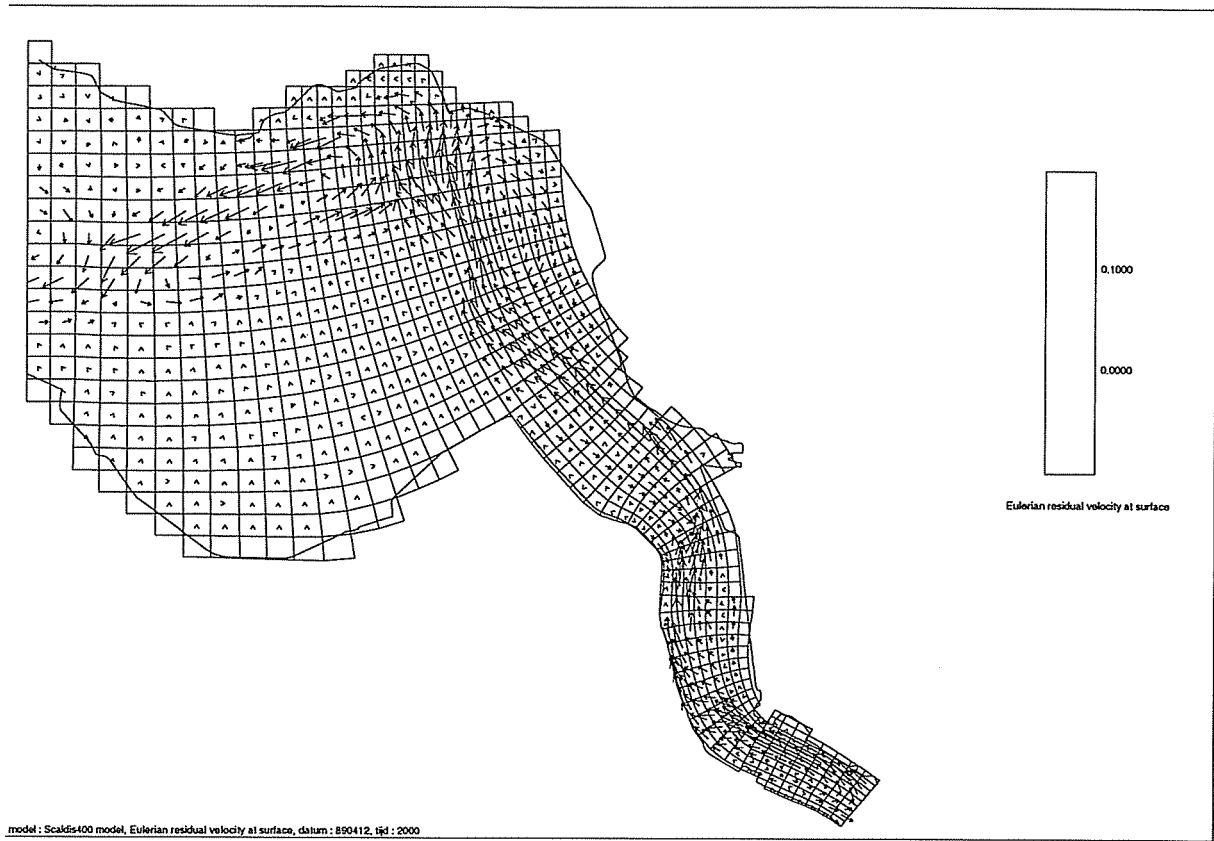 0.1000
0.0000
Eulerian residual velocity at surface
model : Scaldis400 model, Eulerian residual velocity at surface, datum : 890412, tijd : 2000